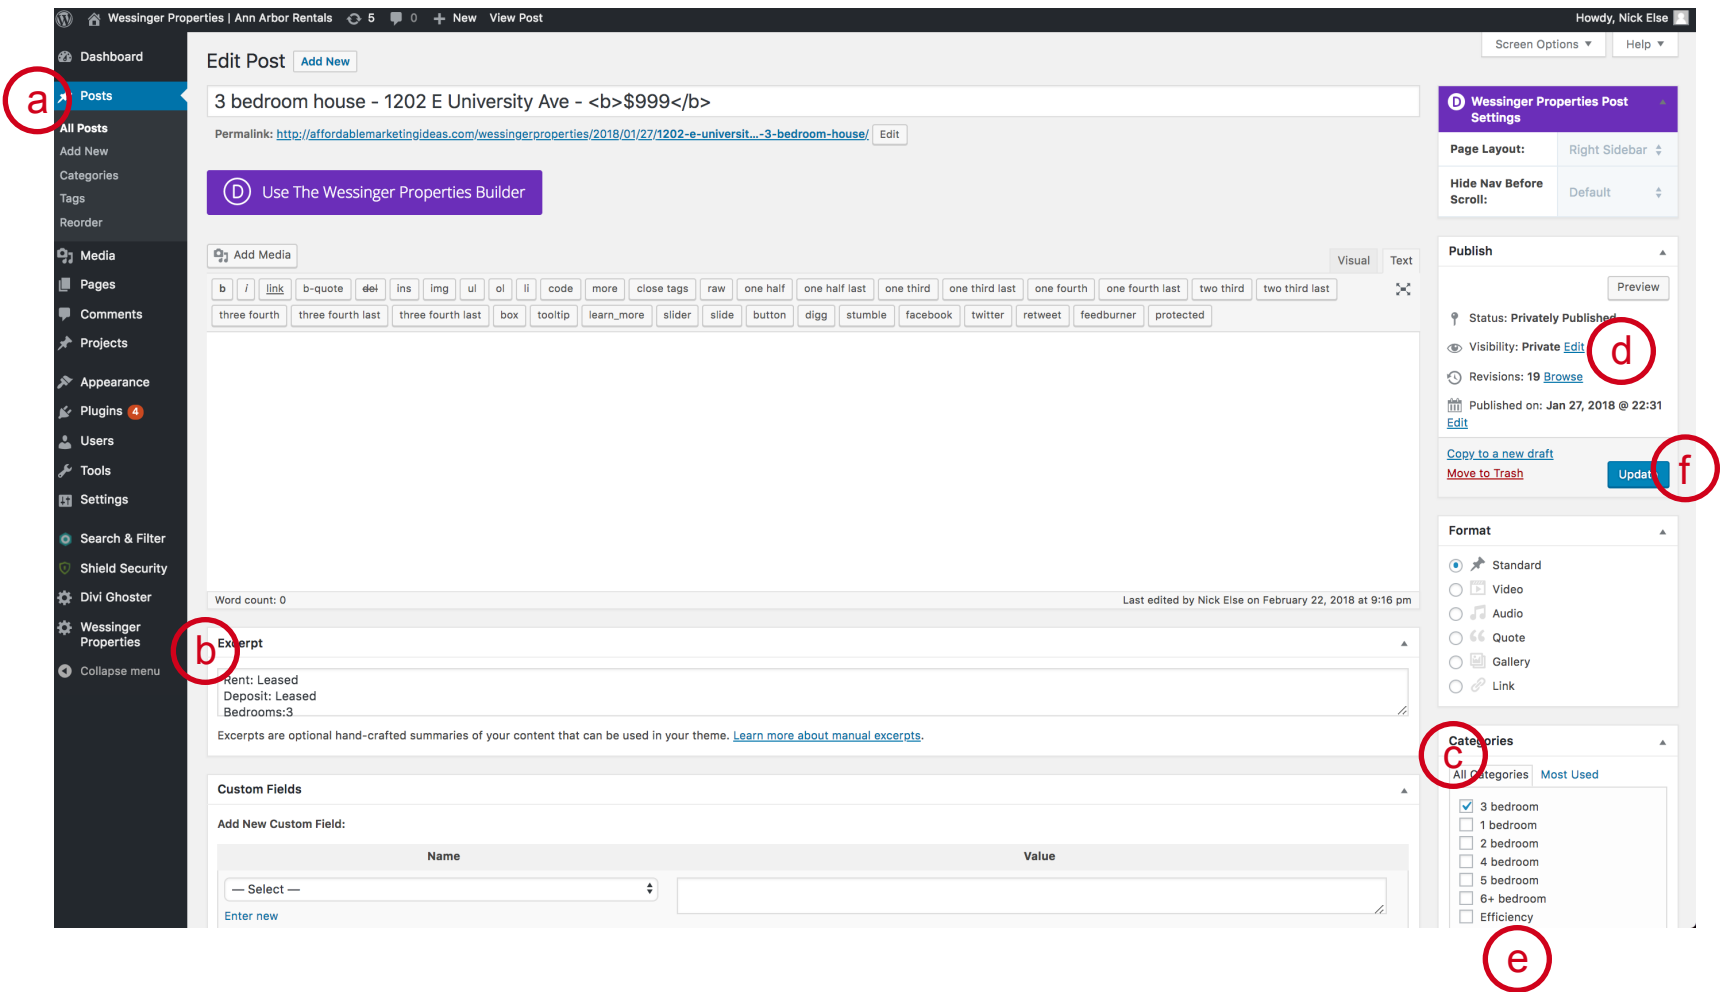 Wessinger Properties | Ann Arbor Rentals 5 0 + New View Post Howdy, Nick Else
Screen Options ▼ Help ▼
Dashboard
Posts
All Posts
Add New
Categories
Tags
Reorder
Media
Pages
Comments
Projects
Appearance
Plugins 4
Users
Tools
Settings
Search & Filter
Shield Security
Divi Ghoster
Wessinger
Properties
Collapse menu
a
Edit Post Add New
3 bedroom house - 1202 E University Ave - <b>$999</b>
Permalink: http://affordablemarketingideas.com/wessingerproperties/2018/01/27/1202-e-universit...-3-bedroom-house/ Edit
D Use The Wessinger Properties Builder
Add Media Visual Text
b i link b-quote del ins img ul ol li code more close tags raw one half one half last one third one third last one fourth one fourth last two third two third last
three fourth three fourth last three fourth last box tooltip learn_more slider slide button digg stumble facebook twitter retweet feedburner protected
Word count: 0 Last edited by Nick Else on February 22, 2018 at 9:16 pm
b
Excerpt
Rent: Leased
Deposit: Leased
Bedrooms:3
Excerpts are optional hand-crafted summaries of your content that can be used in your theme. Learn more about manual excerpts.
Custom Fields
Add New Custom Field:
Name Value
— Select —
Enter new
D Wessinger Properties Post
Settings
Page Layout: Right Sidebar
Hide Nav Before
Scroll: Default
Publish
Preview
Status: Privately Published
Visibility: Private Edit
d
Revisions: 19 Browse
Published on: Jan 27, 2018 @ 22:31
Edit
Copy to a new draft
Move to Trash Update
f
Format
Standard
Video
Audio
Quote
Gallery
Link
Categories
c
All Categories Most Used
3 bedroom
1 bedroom
2 bedroom
4 bedroom
5 bedroom
6+ bedroom
Efficiency
e